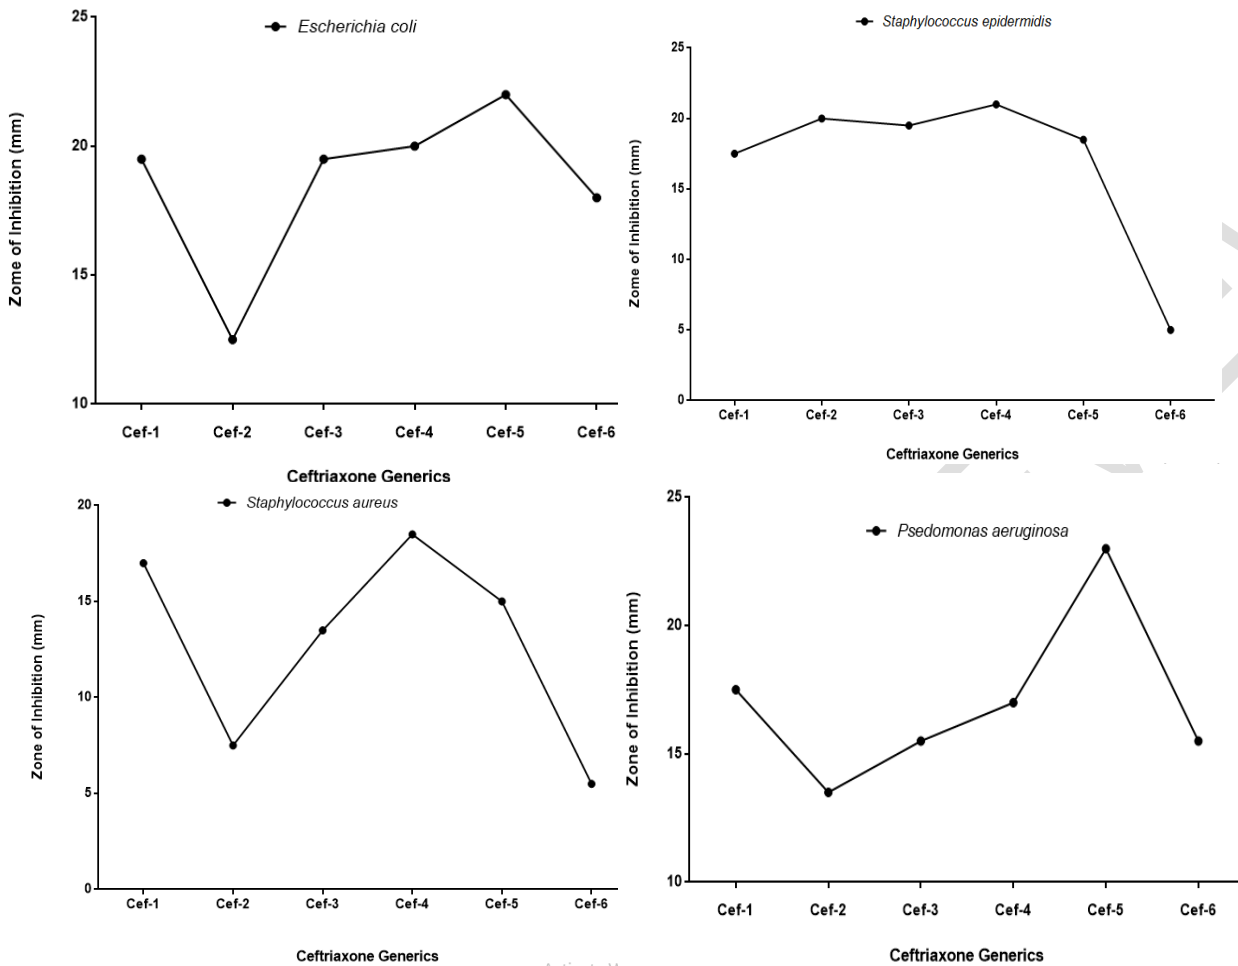 Escherichia coli
25
20
15
10
Zome of Inhibition (mm)
Cef-1 Cef-2 Cef-3 Cef-4 Cef-5 Cef-6
Ceftriaxone Generics
Staphylococcus epidermidis
25
20
15
10
5
0
Zome of Inhibition (mm)
Cef-1 Cef-2 Cef-3 Cef-4 Cef-5 Cef-6
Ceftriaxone Generics
Staphylococcus aureus
20
15
10
5
0
Zone of Inhibition (mm)
Cef-1 Cef-2 Cef-3 Cef-4 Cef-5 Cef-6
Ceftriaxone Generics
Psedomonas aeruginosa
25
20
15
10
Zone of Inhibition (mm)
Cef-1 Cef-2 Cef-3 Cef-4 Cef-5 Cef-6
Ceftriaxone Generics